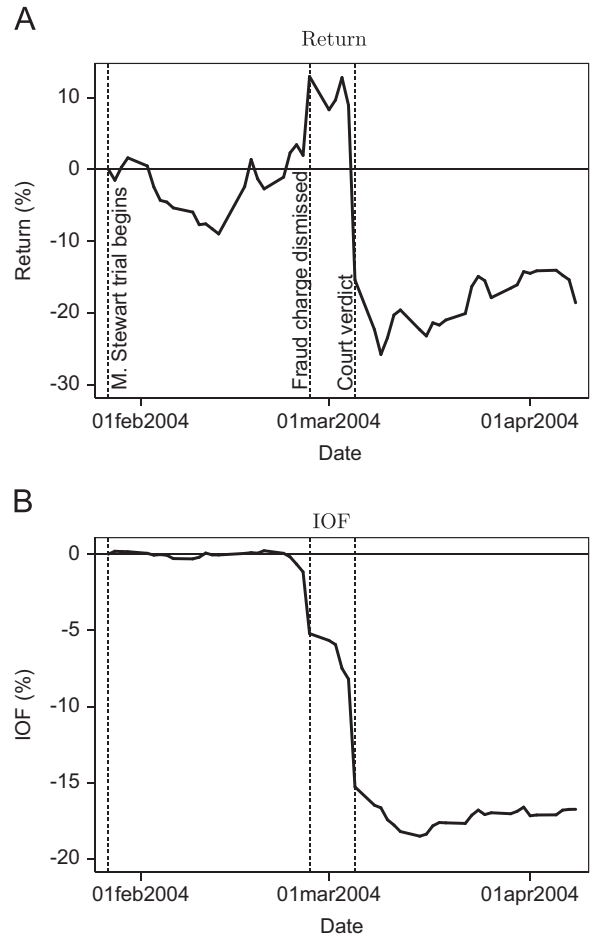 A
Return
10
0
-10
-20
-30
Return (%)
M. Stewart trial begins
Fraud charge dismissed
Court verdict
01feb2004
01mar2004
01apr2004
Date
B
IOF
0
-5
-10
-15
-20
IOF (%)
01feb2004
01mar2004
01apr2004
Date